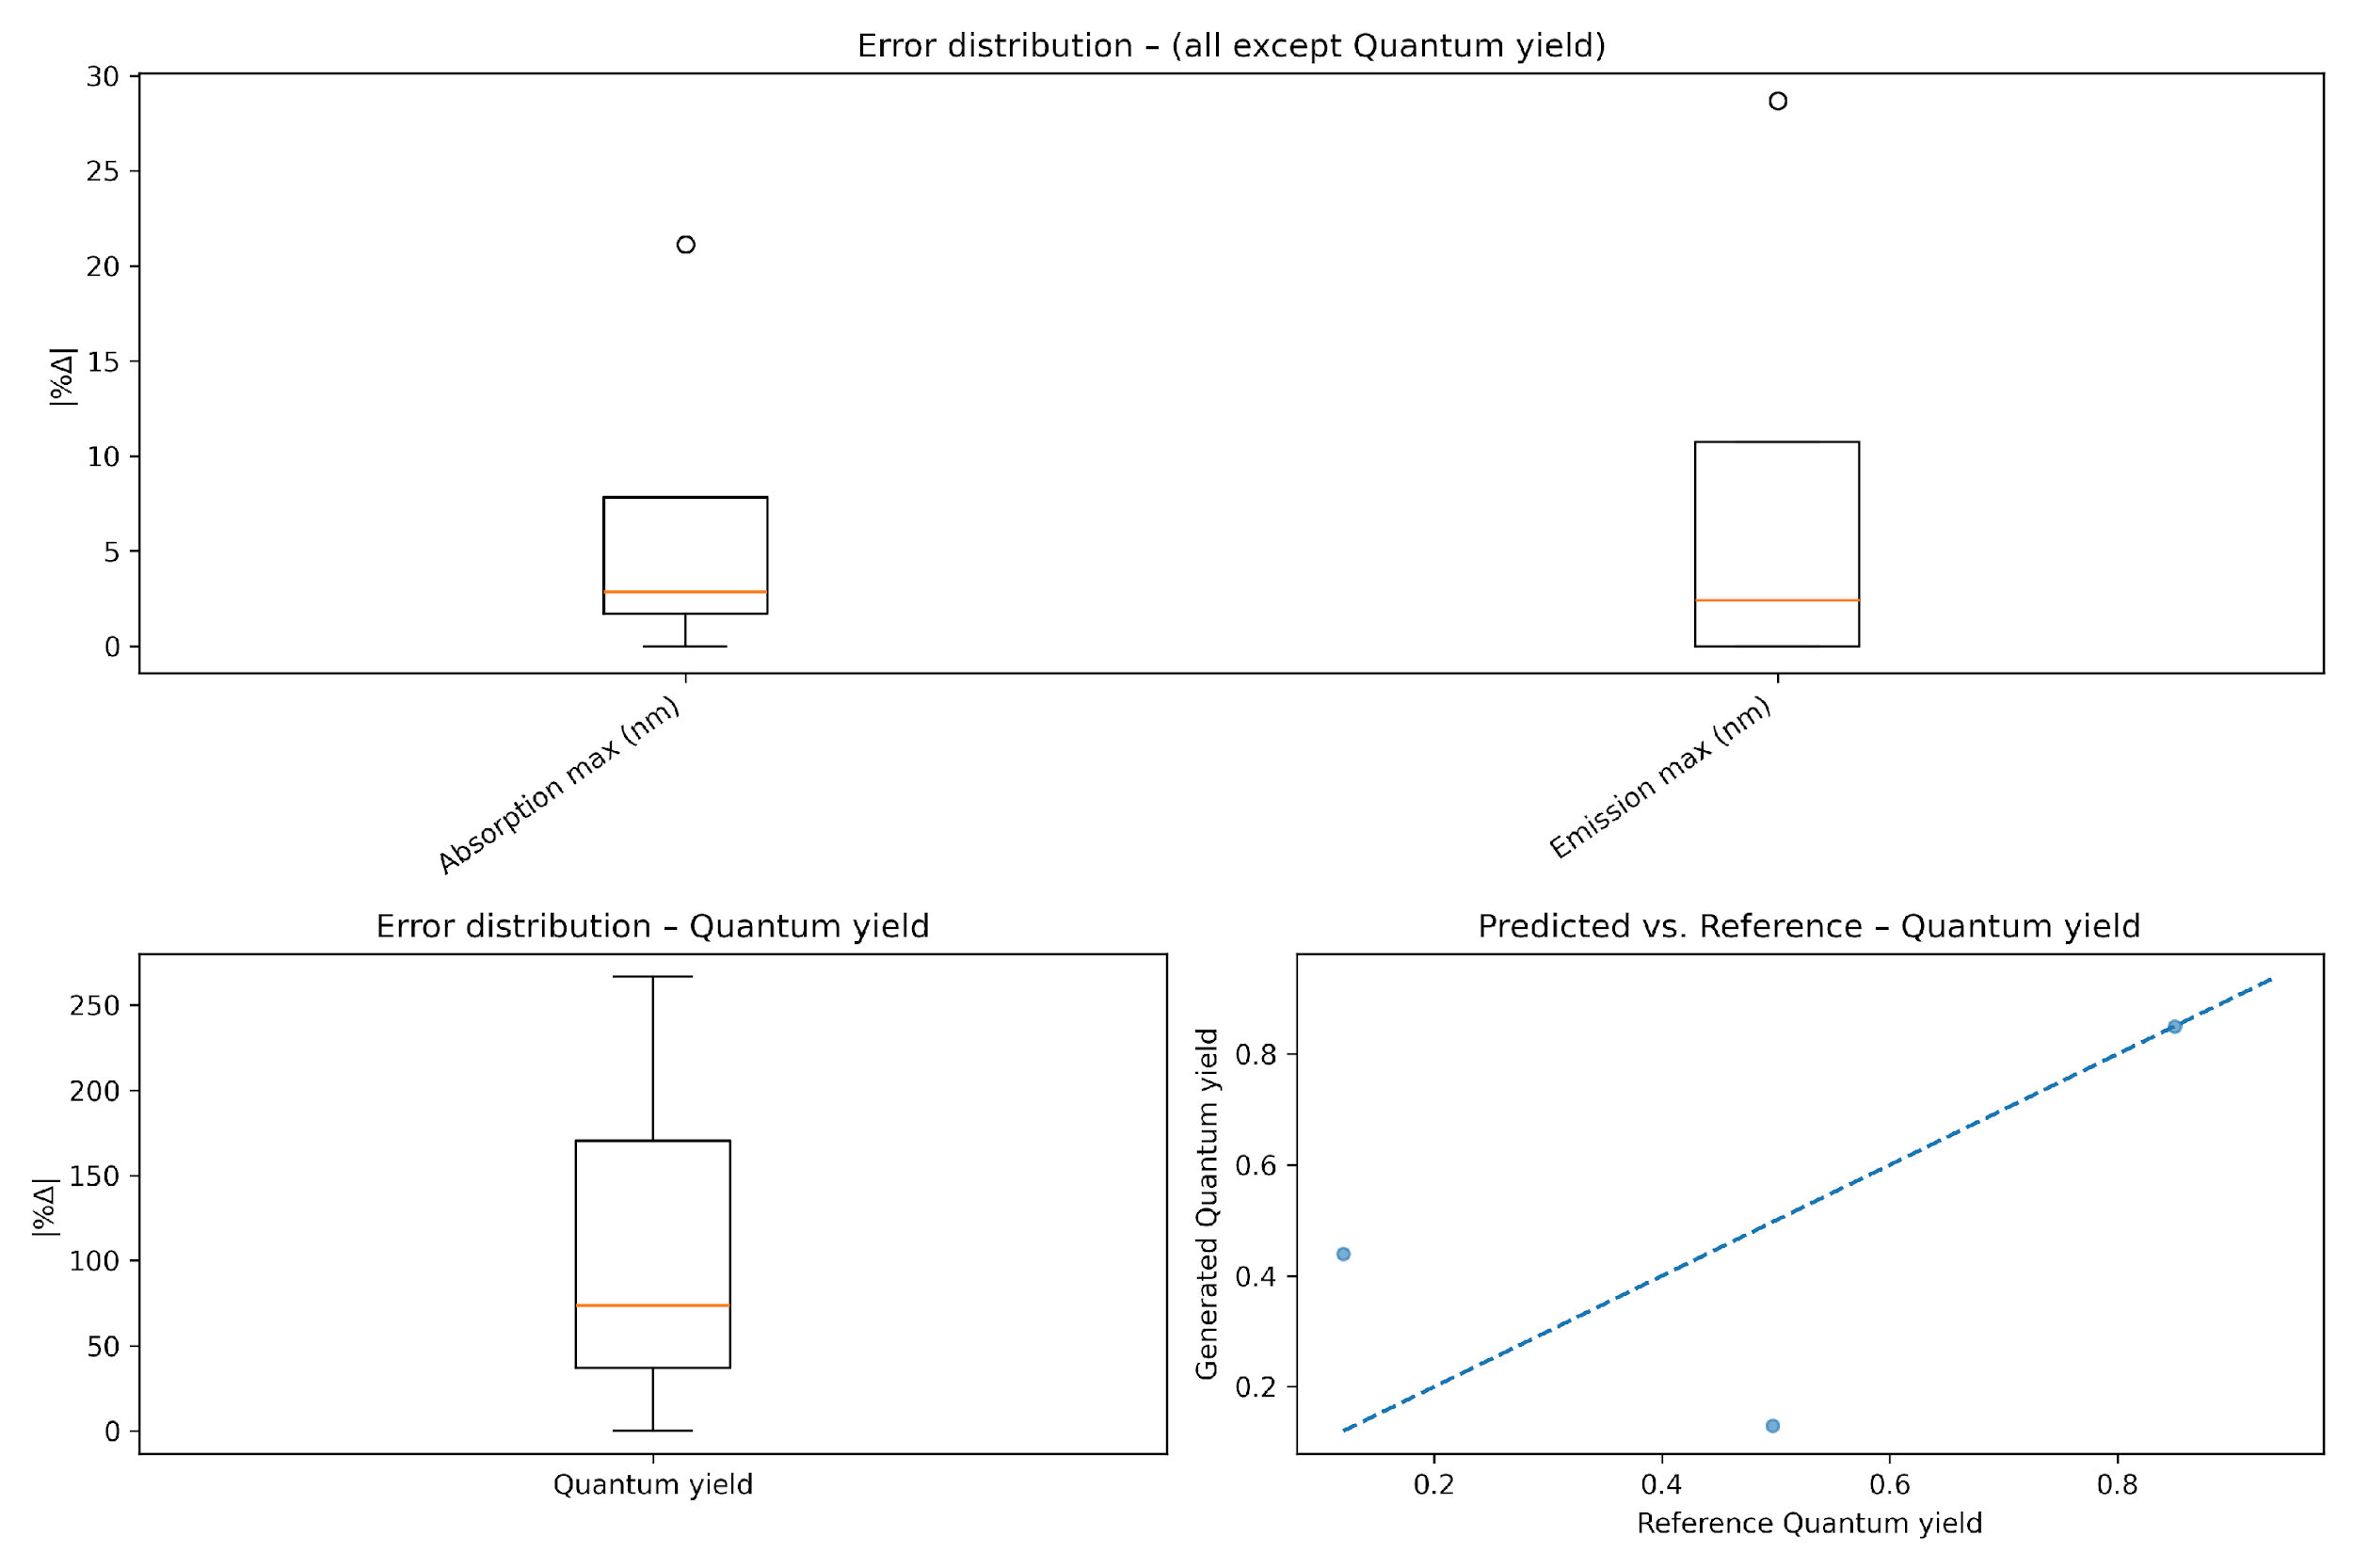 Error distribution – (all except Quantum yield)
|%Δ|
30
25
20
15
10
5
0
Absorption max (nm)
Emission max (nm)
Error distribution – Quantum yield
|%Δ|
250
200
150
100
50
0
Quantum yield
Predicted vs. Reference – Quantum yield
Generated Quantum yield
0.8
0.6
0.4
0.2
0.2 0.4 0.6 0.8
Reference Quantum yield